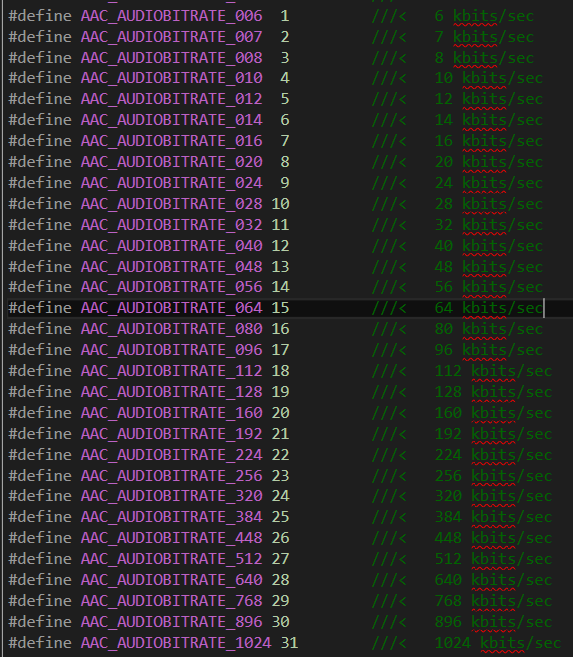 #define AAC_AUDIOBITRATE_006  1         ///<   6 kbits/sec
#define AAC_AUDIOBITRATE_007  2         ///<   7 kbits/sec
#define AAC_AUDIOBITRATE_008  3         ///<   8 kbits/sec
#define AAC_AUDIOBITRATE_010  4         ///<   10 kbits/sec
#define AAC_AUDIOBITRATE_012  5         ///<   12 kbits/sec
#define AAC_AUDIOBITRATE_014  6         ///<   14 kbits/sec
#define AAC_AUDIOBITRATE_016  7         ///<   16 kbits/sec
#define AAC_AUDIOBITRATE_020  8         ///<   20 kbits/sec
#define AAC_AUDIOBITRATE_024  9         ///<   24 kbits/sec
#define AAC_AUDIOBITRATE_028 10         ///<   28 kbits/sec
#define AAC_AUDIOBITRATE_032 11         ///<   32 kbits/sec
#define AAC_AUDIOBITRATE_040 12         ///<   40 kbits/sec
#define AAC_AUDIOBITRATE_048 13         ///<   48 kbits/sec
#define AAC_AUDIOBITRATE_056 14         ///<   56 kbits/sec
#define AAC_AUDIOBITRATE_064 15         ///<   64 kbits/sec
#define AAC_AUDIOBITRATE_080 16         ///<   80 kbits/sec
#define AAC_AUDIOBITRATE_096 17         ///<   96 kbits/sec
#define AAC_AUDIOBITRATE_112 18         ///<   112 kbits/sec
#define AAC_AUDIOBITRATE_128 19         ///<   128 kbits/sec
#define AAC_AUDIOBITRATE_160 20         ///<   160 kbits/sec
#define AAC_AUDIOBITRATE_192 21         ///<   192 kbits/sec
#define AAC_AUDIOBITRATE_224 22         ///<   224 kbits/sec
#define AAC_AUDIOBITRATE_256 23         ///<   256 kbits/sec
#define AAC_AUDIOBITRATE_320 24         ///<   320 kbits/sec
#define AAC_AUDIOBITRATE_384 25         ///<   384 kbits/sec
#define AAC_AUDIOBITRATE_448 26         ///<   448 kbits/sec
#define AAC_AUDIOBITRATE_512 27         ///<   512 kbits/sec
#define AAC_AUDIOBITRATE_640 28         ///<   640 kbits/sec
#define AAC_AUDIOBITRATE_768 29         ///<   768 kbits/sec
#define AAC_AUDIOBITRATE_896 30         ///<   896 kbits/sec
#define AAC_AUDIOBITRATE_1024 31        ///<   1024 kbits/sec